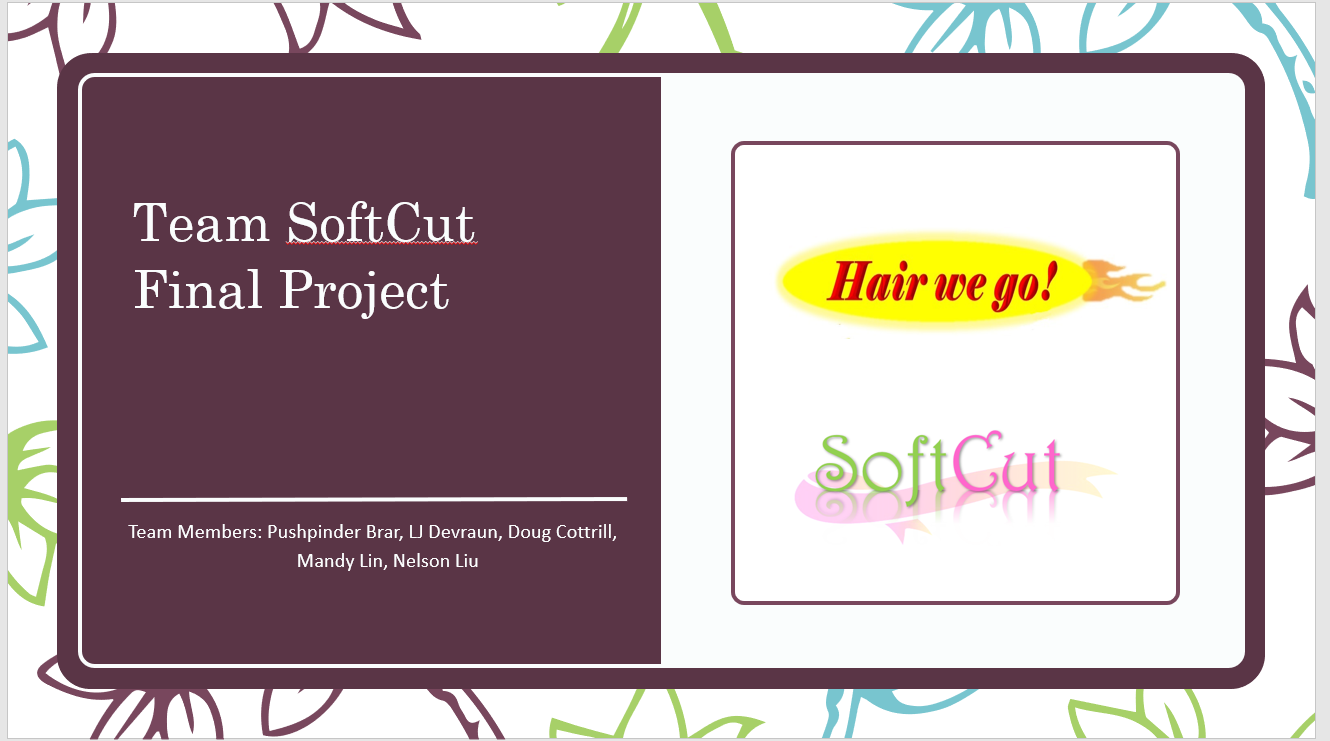 Team SoftCut
Final Project
Team Members: Pushpinder Brar, LJ Devraun, Doug Cottrill,
Mandy Lin, Nelson Liu
Hair we go!
SoftCut